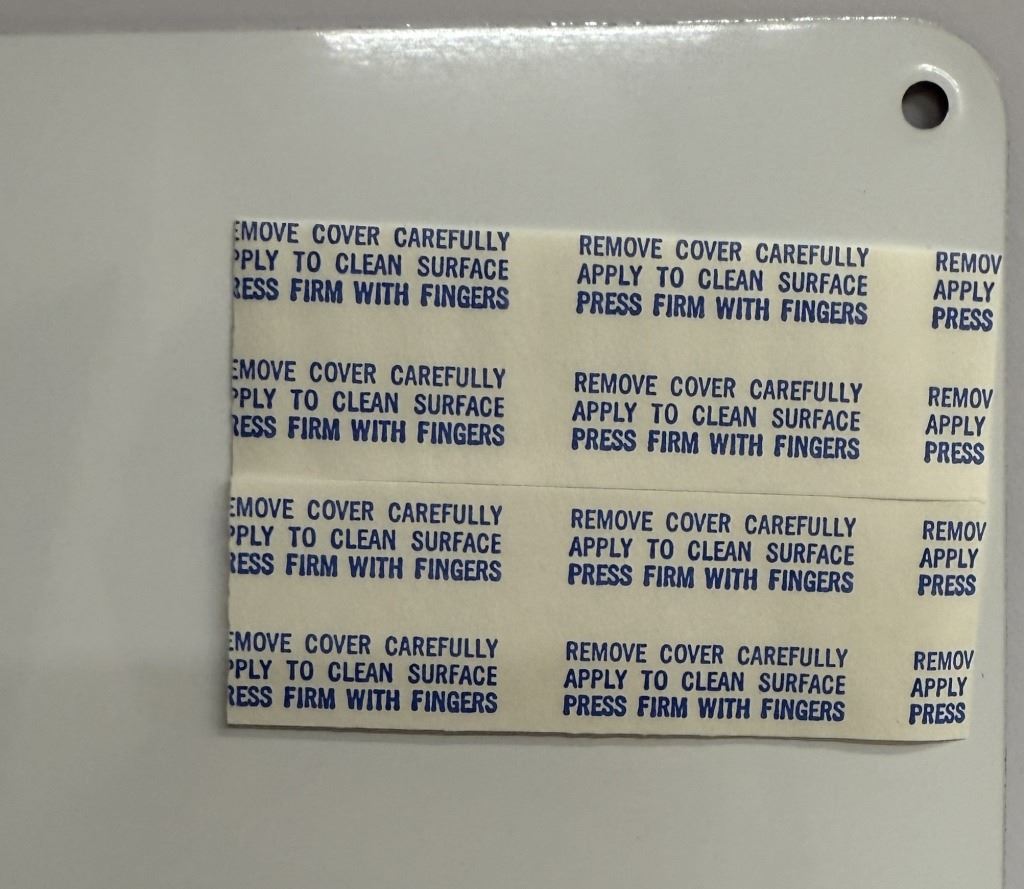 EMOVE COVER CAREFULLY REMOVE COVER CAREFULLY REMOV
PPLY TO CLEAN SURFACE APPLY TO CLEAN SURFACE APPLY
RESS FIRM WITH FINGERS PRESS FIRM WITH FINGERS PRESS
EMOVE COVER CAREFULLY REMOVE COVER CAREFULLY REMOV
PPLY TO CLEAN SURFACE APPLY TO CLEAN SURFACE APPLY
RESS FIRM WITH FINGERS PRESS FIRM WITH FINGERS PRESS
EMOVE COVER CAREFULLY REMOVE COVER CAREFULLY REMOV
PPLY TO CLEAN SURFACE APPLY TO CLEAN SURFACE APPLY
RESS FIRM WITH FINGERS PRESS FIRM WITH FINGERS PRESS
EMOVE COVER CAREFULLY REMOVE COVER CAREFULLY REMOV
PPLY TO CLEAN SURFACE APPLY TO CLEAN SURFACE APPLY
RESS FIRM WITH FINGERS PRESS FIRM WITH FINGERS PRESS